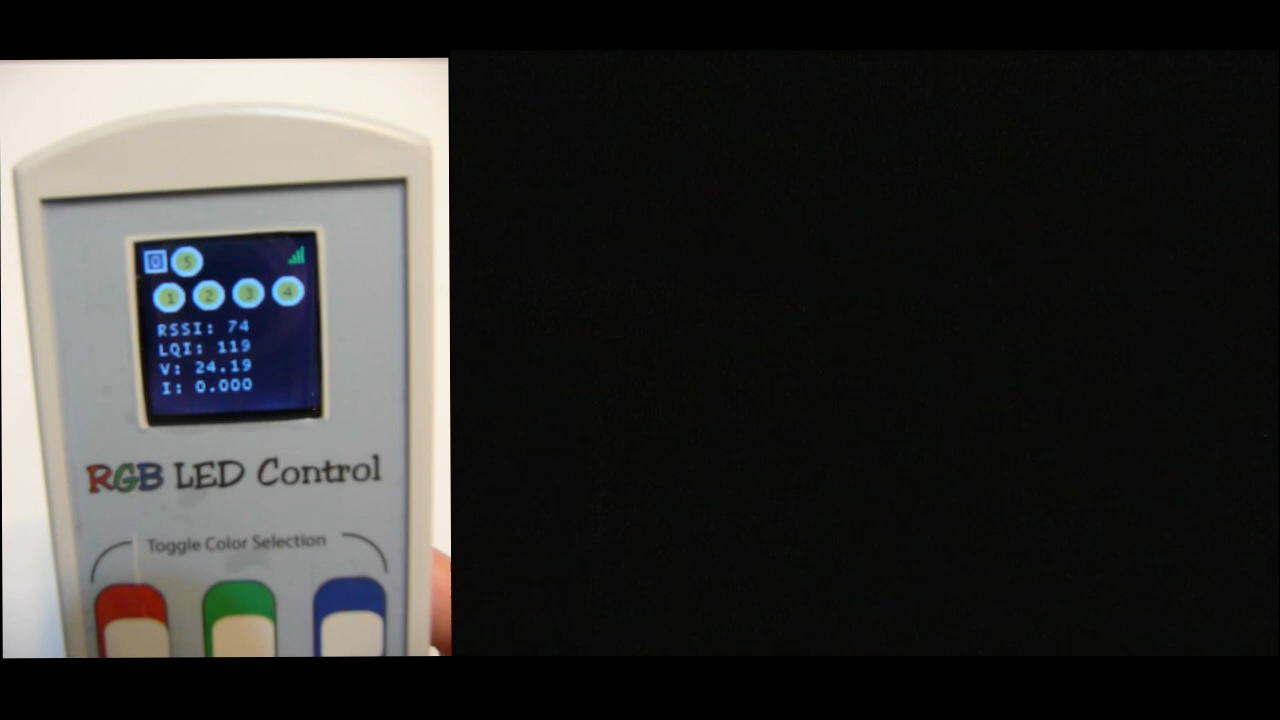 0 5
1 2 3 4
RSSI: 74
LQI: 119
V: 24.19
I: 0.000
RGB LED Control
Toggle Color Selection